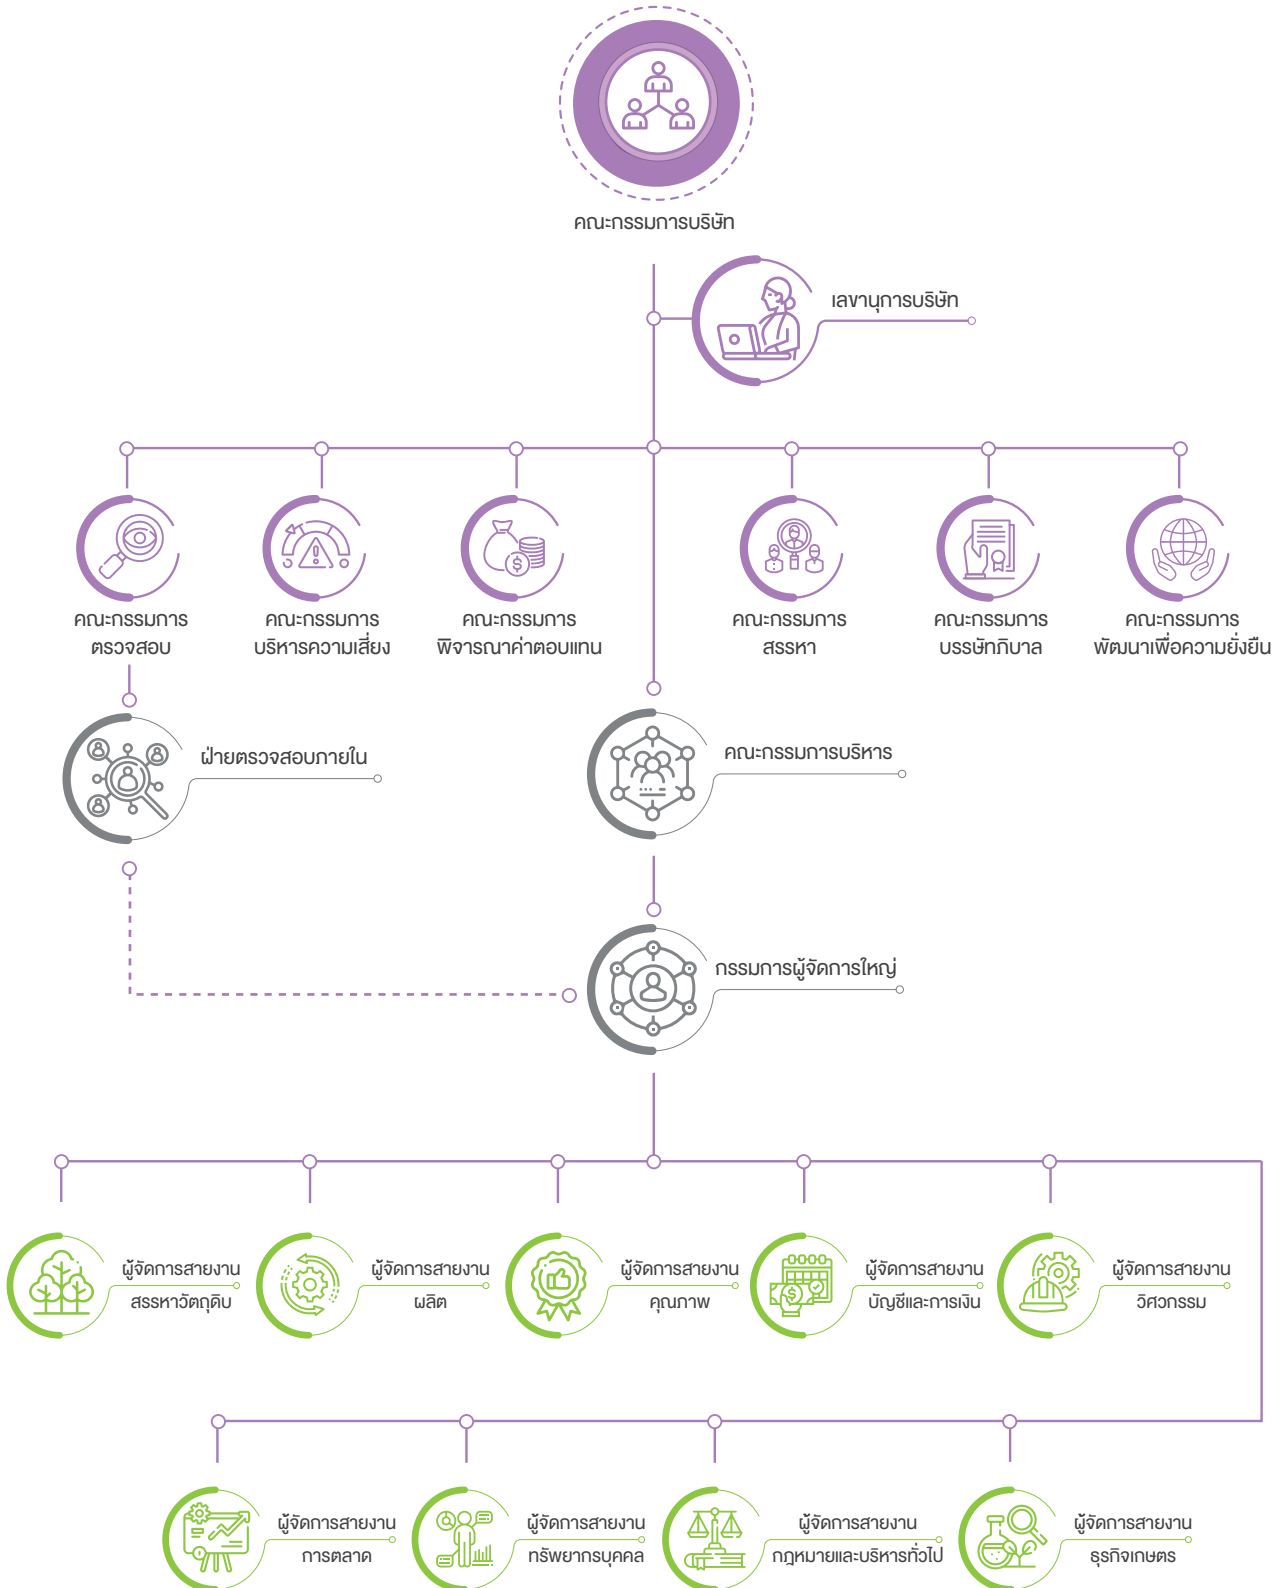 คณะกรรมการบริษัท
เลขานุการบริษัท
คณะกรรมการ
ตรวจสอบ
คณะกรรมการ
บริหารความเสี่ยง
คณะกรรมการ
พิจารณาค่าตอบแทน
คณะกรรมการ
สรรหา
คณะกรรมการ
บรรษัทภิบาล
คณะกรรมการ
พัฒนาเพื่อความยั่งยืน
ฝ่ายตรวจสอบภายใน
คณะกรรมการบริหาร
กรรมการผู้จัดการใหญ่
ผู้จัดการสายงาน
สรรหาวัตถุดิบ
ผู้จัดการสายงาน
ผลิต
ผู้จัดการสายงาน
คุณภาพ
ผู้จัดการสายงาน
บัญชีและการเงิน
ผู้จัดการสายงาน
วิศวกรรม
ผู้จัดการสายงาน
การตลาด
ผู้จัดการสายงาน
ทรัพยากรบุคคล
ผู้จัดการสายงาน
กฎหมายและบริหารทั่วไป
ผู้จัดการสายงาน
ธุรกิจเกษตร